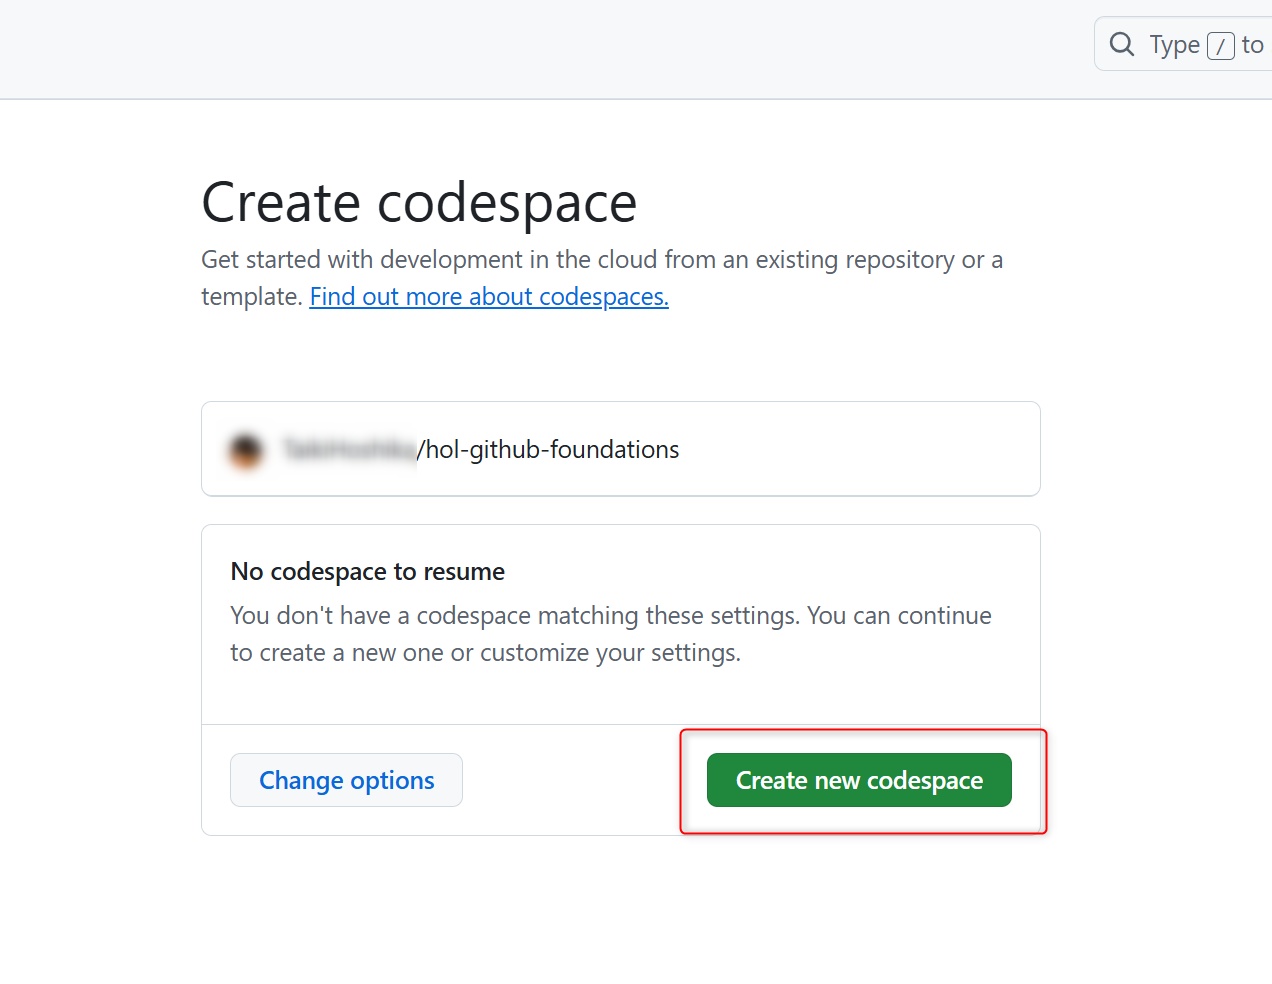 Type / to
Create codespace
Get started with development in the cloud from an existing repository or a
template. Find out more about codespaces.
/hol-github-foundations
No codespace to resume
You don't have a codespace matching these settings. You can continue
to create a new one or customize your settings.
Change options
Create new codespace